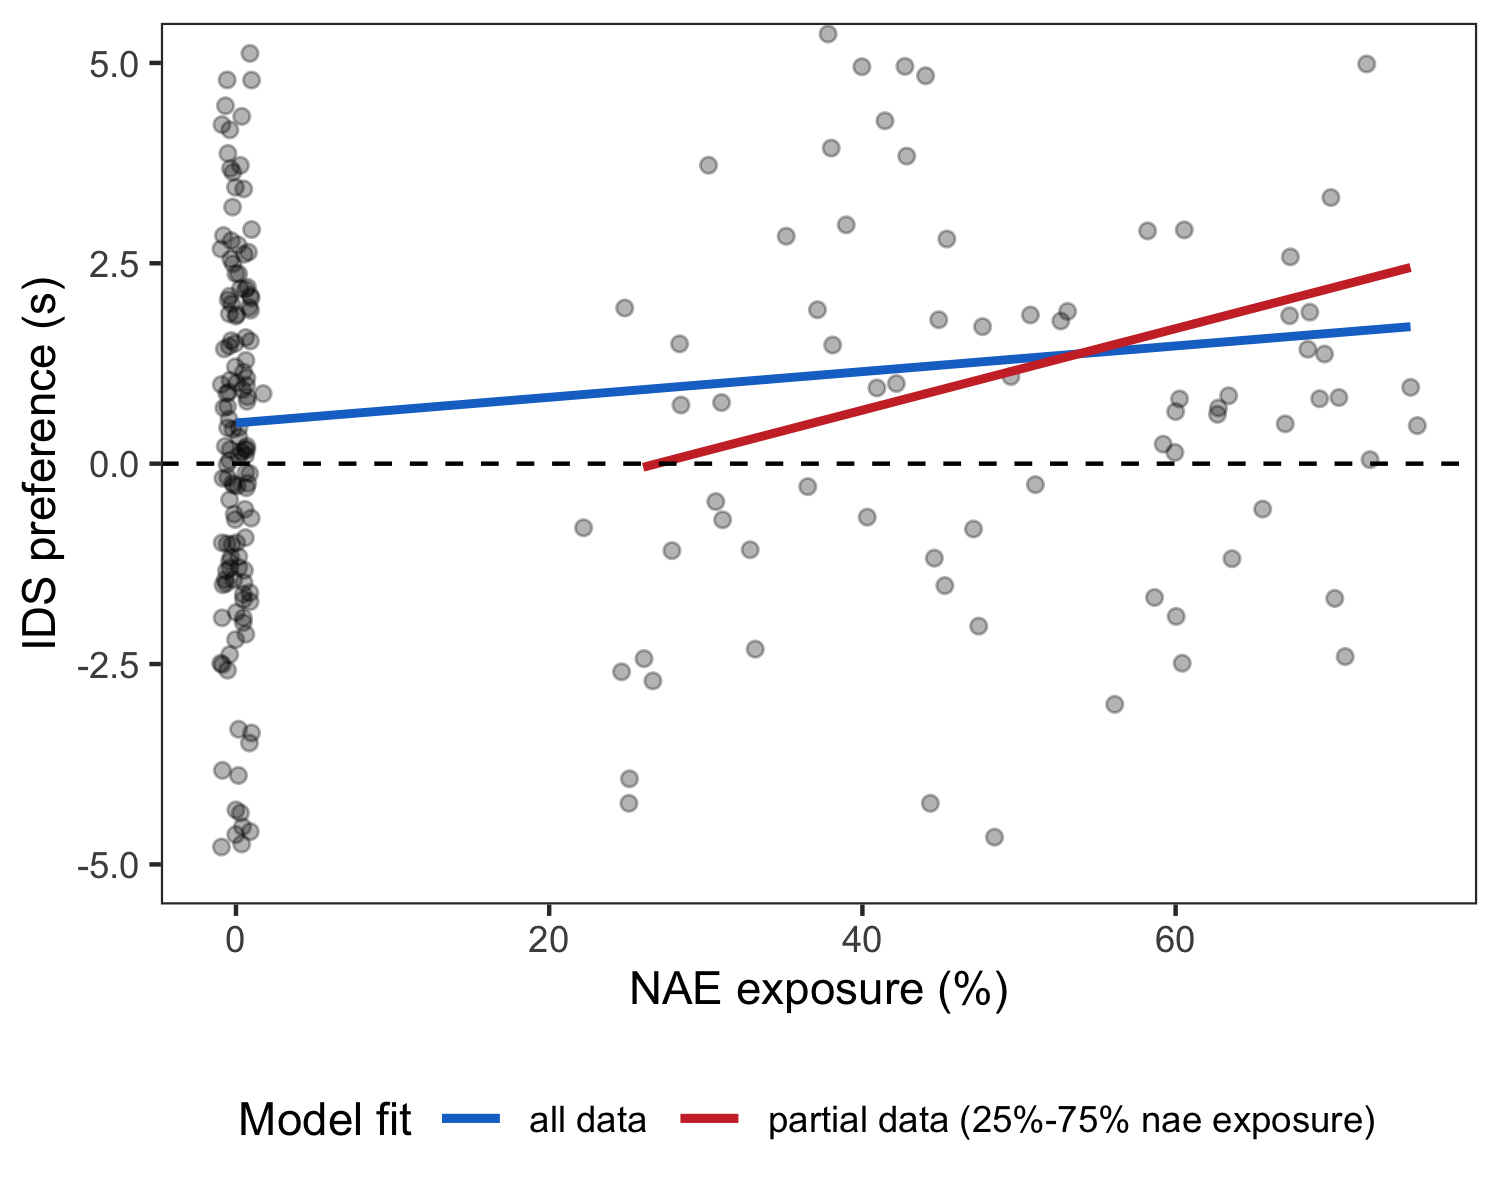 5.0
2.5
0.0
-2.5
-5.0
IDS preference (s)
0 20 40 60
NAE exposure (%)
Model fit all data partial data (25%-75% nae exposure)